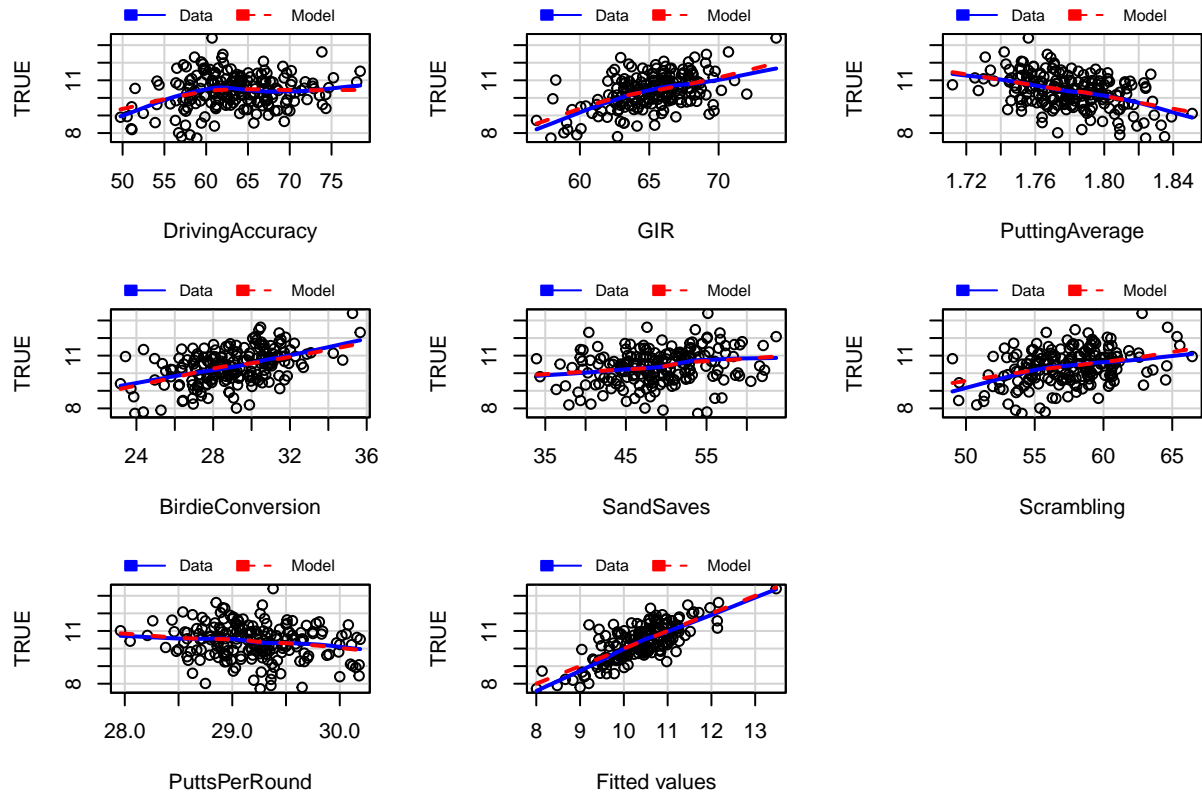 Data Model
TRUE
11
8
50 55 60 65 70 75
DrivingAccuracy
Data Model
TRUE
11
8
60 65 70
GIR
Data Model
TRUE
11
8
1.72 1.76 1.80 1.84
PuttingAverage
Data Model
TRUE
11
8
24 28 32 36
BirdieConversion
Data Model
TRUE
11
8
35 45 55
SandSaves
Data Model
TRUE
11
8
50 55 60 65
Scrambling
Data Model
TRUE
11
8
28.0 29.0 30.0
PuttsPerRound
Data Model
TRUE
11
8
8 9 10 11 12 13
Fitted values